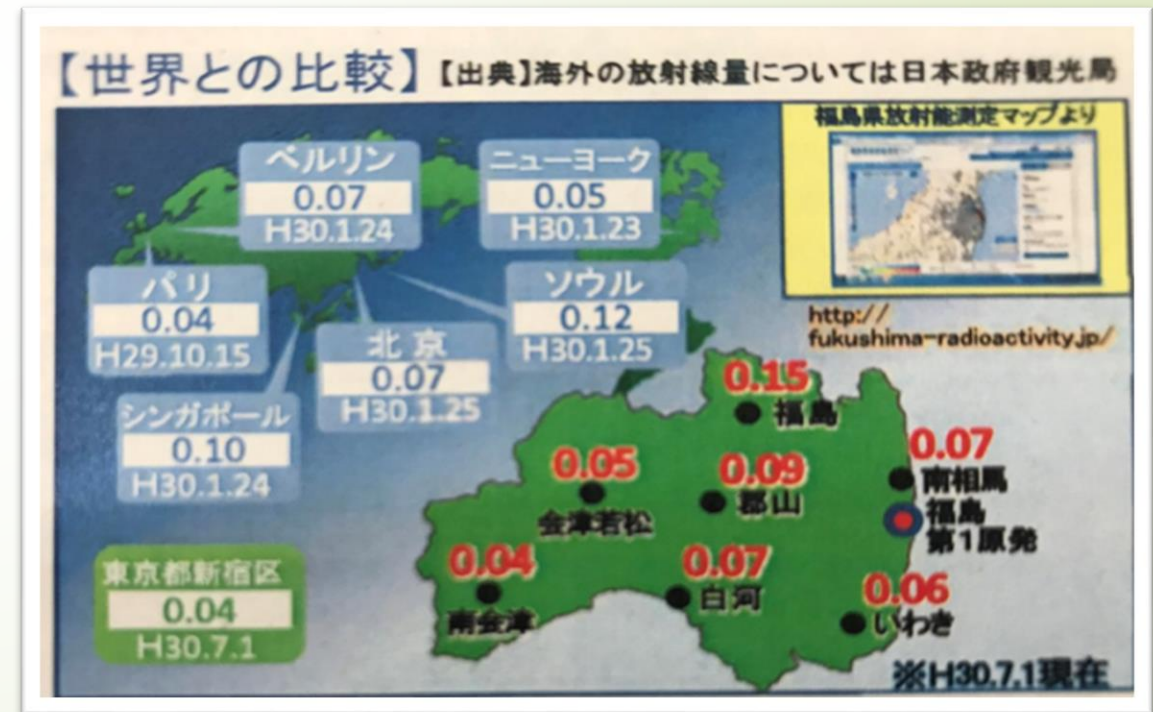 【世界との比較】【出典】海外の放射線量については日本政府観光局
福島県放射能測定マップより
http://
fukushima-radioactivity.jp/
ベルリン
0.07
H30.1.24
ニューヨーク
0.05
H30.1.23
パリ
0.04
H29.10.15
ソウル
0.12
H30.1.25
北京
0.07
H30.1.25
シンガポール
0.10
H30.1.24
東京都新宿区
0.04
H30.7.1
0.15
福島
0.05
会津若松
0.09
郡山
0.07
南相馬
福島
第1原発
0.04
南会津
0.07
白河
0.06
いわき
※H30.7.1現在